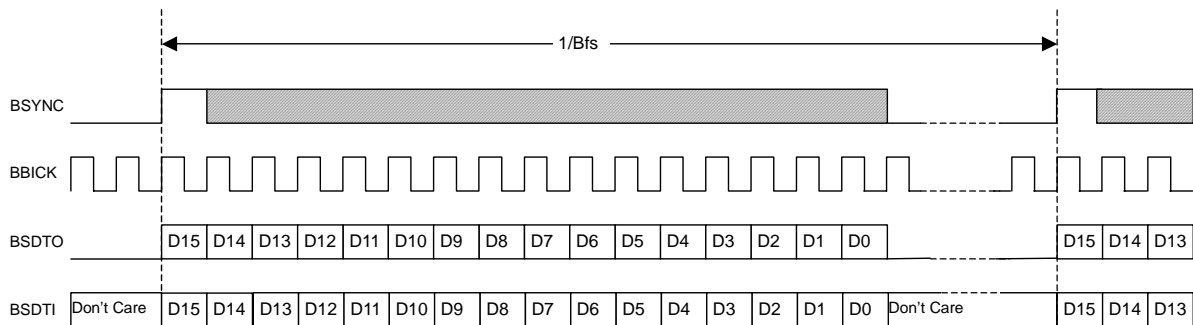 1/Bfs
BSYNC
BBICK
BSDTO D15 D14 D13 D12 D11 D10 D9 D8 D7 D6 D5 D4 D3 D2 D1 D0 D15 D14 D13
BSDTI Don't Care D15 D14 D13 D12 D11 D10 D9 D8 D7 D6 D5 D4 D3 D2 D1 D0 Don't Care D15 D14 D13